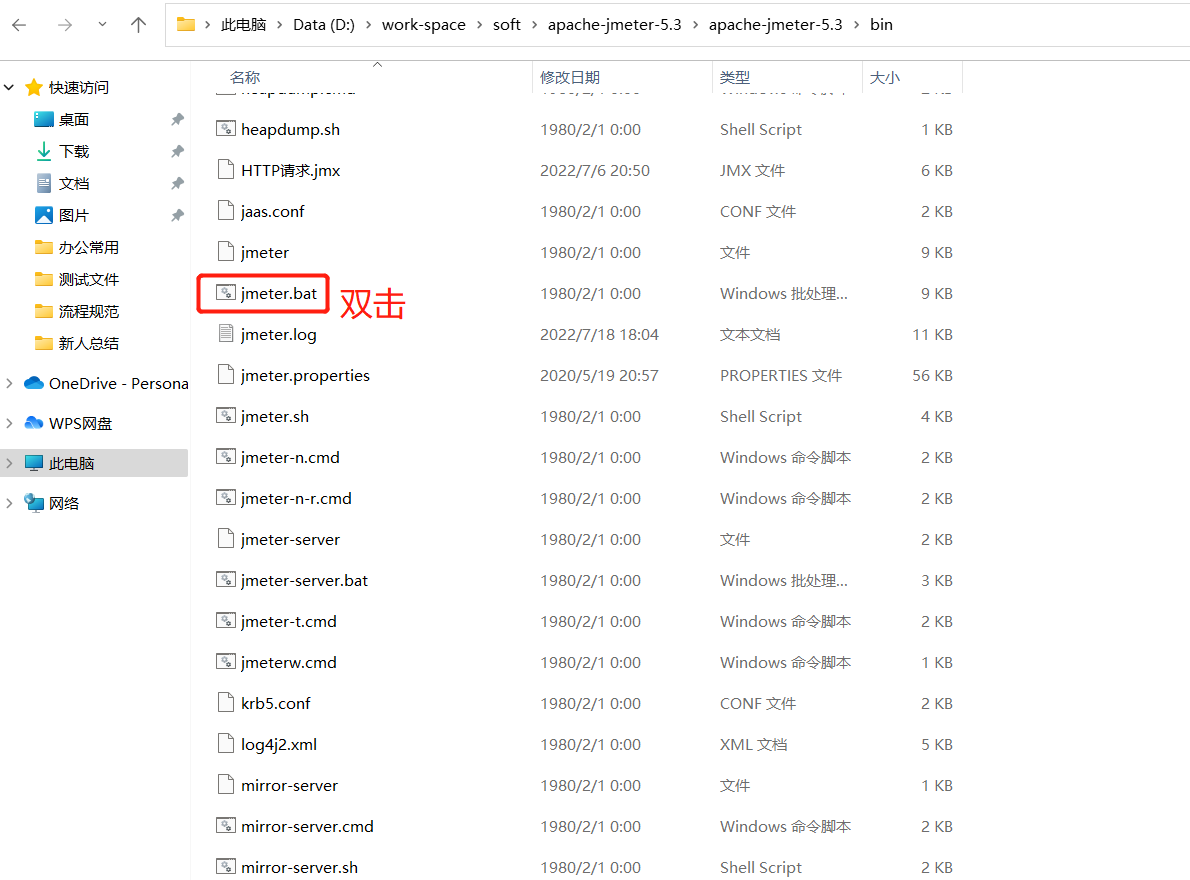 此电脑 > Data (D:) > work-space > soft > apache-jmeter-5.3 > apache-jmeter-5.3 > bin
名称 修改日期 类型 大小
快速访问
桌面
下载
文档
图片
办公常用
测试文件
流程规范
新人总结
OneDrive - Persona
WPS网盘
此电脑
网络
heapdump.sh 1980/2/1 0:00 Shell Script 1 KB
HTTP请求.jmx 2022/7/6 20:50 JMX 文件 6 KB
jaas.conf 1980/2/1 0:00 CONF 文件 2 KB
jmeter 1980/2/1 0:00 文件 9 KB
jmeter.bat 双击 1980/2/1 0:00 Windows 批处理... 9 KB
jmeter.log 2022/7/18 18:04 文本文档 11 KB
jmeter.properties 2020/5/19 20:57 PROPERTIES 文件 56 KB
jmeter.sh 1980/2/1 0:00 Shell Script 4 KB
jmeter-n.cmd 1980/2/1 0:00 Windows 命令脚本 2 KB
jmeter-n-r.cmd 1980/2/1 0:00 Windows 命令脚本 2 KB
jmeter-server 1980/2/1 0:00 文件 2 KB
jmeter-server.bat 1980/2/1 0:00 Windows 批处理... 3 KB
jmeter-t.cmd 1980/2/1 0:00 Windows 命令脚本 2 KB
jmeterw.cmd 1980/2/1 0:00 Windows 命令脚本 1 KB
krb5.conf 1980/2/1 0:00 CONF 文件 2 KB
log4j2.xml 1980/2/1 0:00 XML 文档 5 KB
mirror-server 1980/2/1 0:00 文件 1 KB
mirror-server.cmd 1980/2/1 0:00 Windows 命令脚本 2 KB
mirror-server.sh 1980/2/1 0:00 Shell Script 2 KB